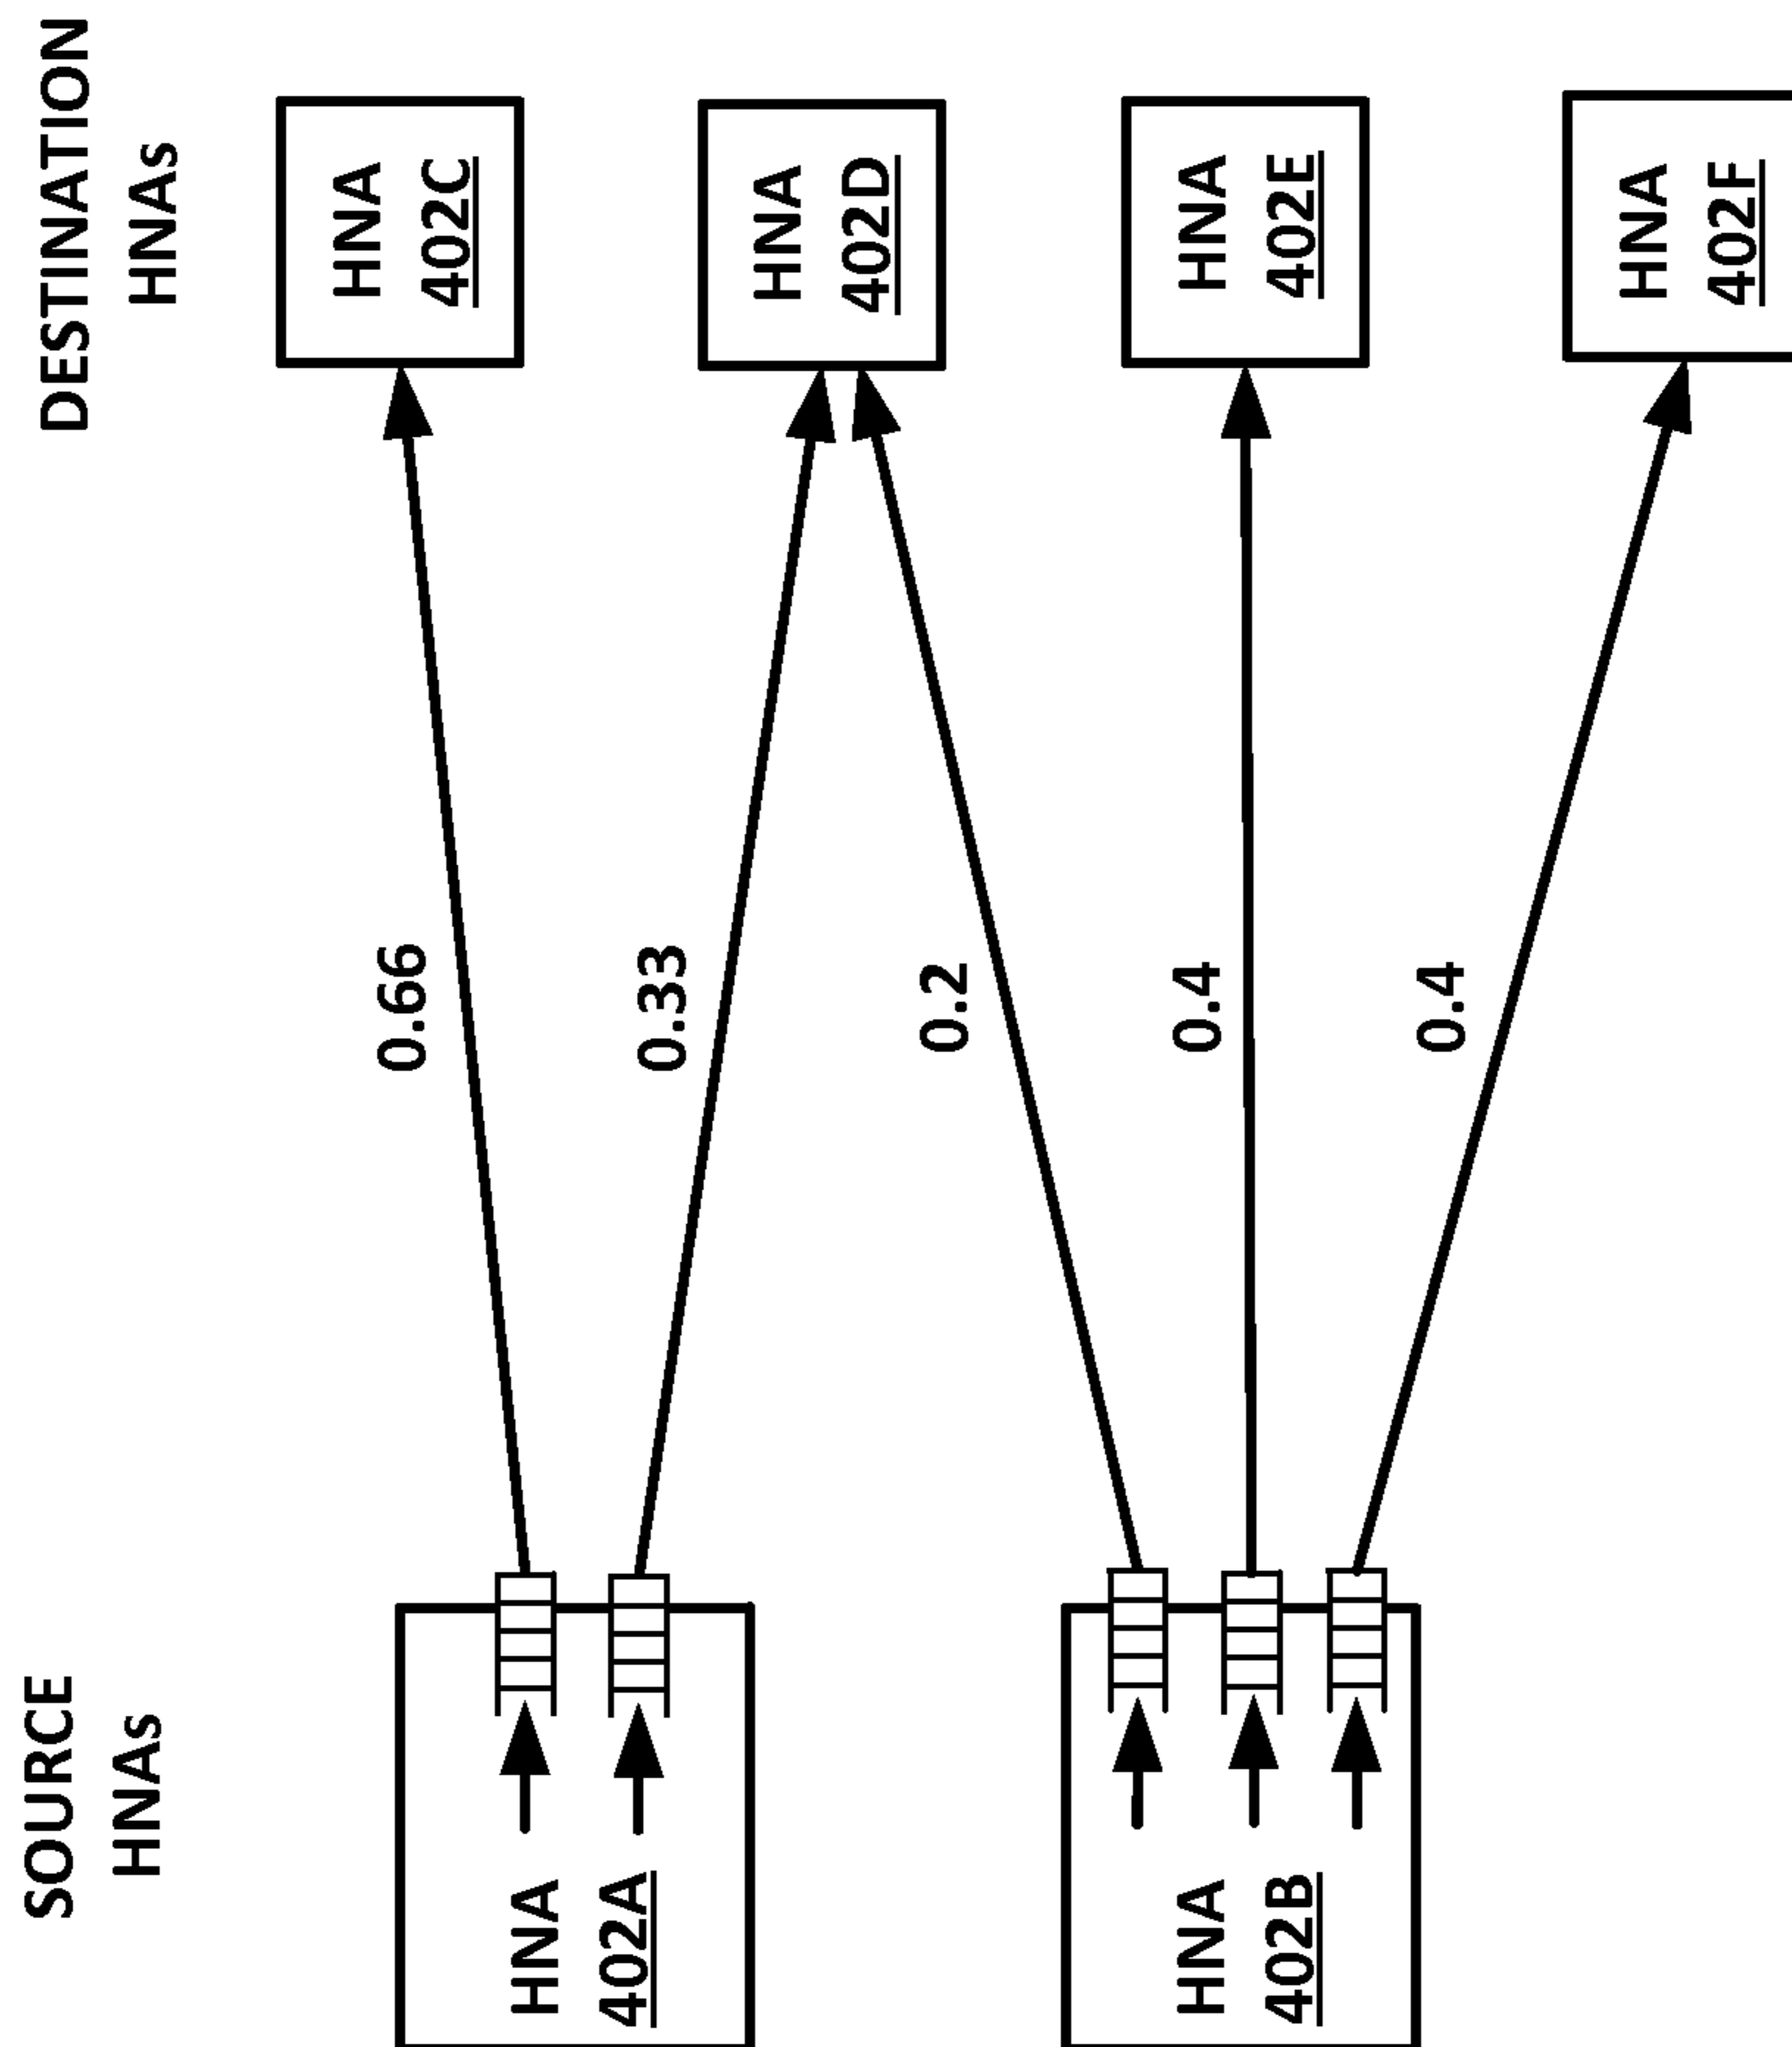 SOURCE
HNAs
DESTINATION
HNAs
HNA
402A
HNA
402B
0.66
0.33
0.2
0.4
0.4
HNA
402C
HNA
402D
HNA
402E
HNA
402F